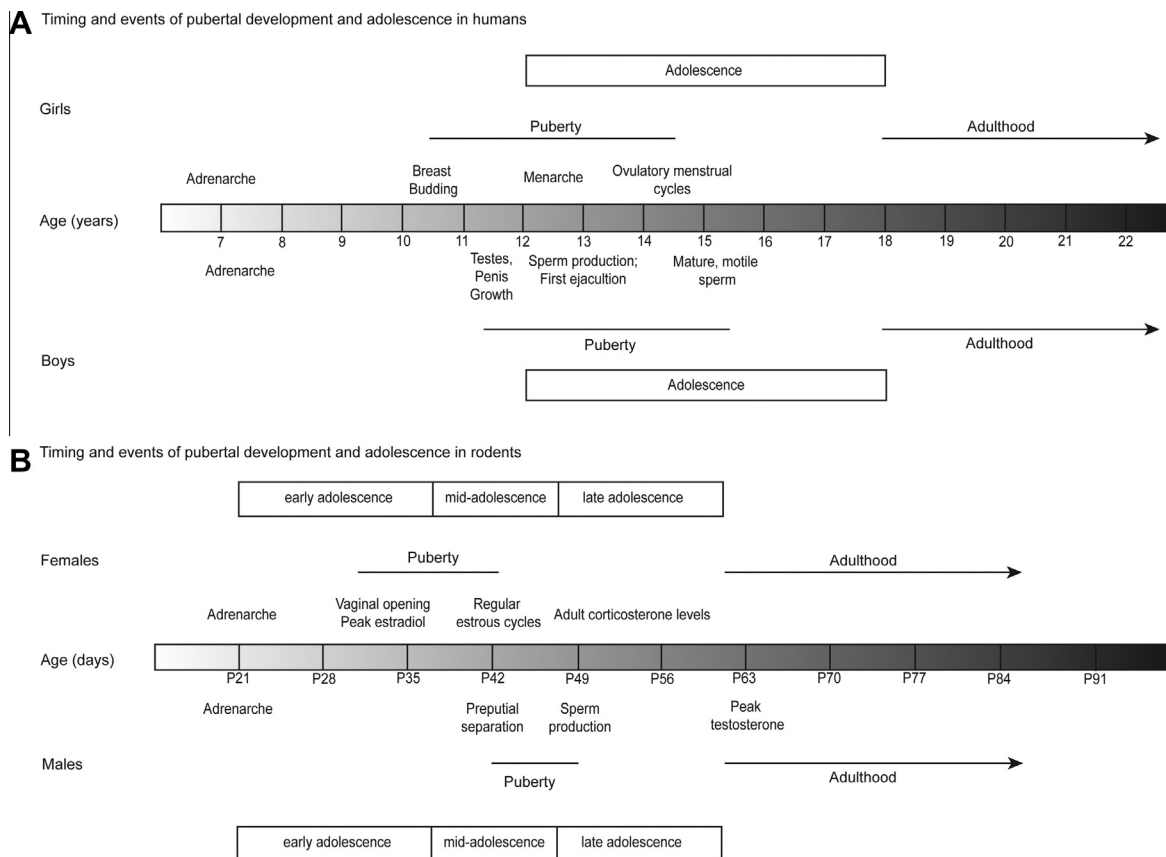 A Timing and events of pubertal development and adolescence in humans
Adolescence
Girls
Puberty
Adulthood
Adrenarche
Breast
Budding
Menarche
Ovulatory menstrual
cycles
Age (years)
7 8 9 10 11 12 13 14 15 16 17 18 19 20 21 22
Adrenarche
Testes,
Penis
Growth
Sperm production;
First ejacultion
Mature, motile
sperm
Puberty
Adulthood
Boys
Adolescence
B Timing and events of pubertal development and adolescence in rodents
early adolescence mid-adolescence late adolescence
Females
Puberty
Adulthood
Adrenarche
Vaginal opening
Peak estradiol
Regular
estrous cycles
Adult corticosterone levels
Age (days)
P21 P28 P35 P42 P49 P56 P63 P70 P77 P84 P91
Adrenarche
Preputial
separation
Sperm
production
Peak
testosterone
Males
Puberty
Adulthood
early adolescence mid-adolescence late adolescence